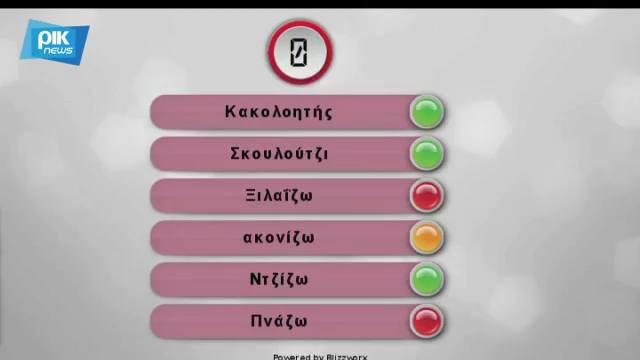 ΡΙΚ
news
0
Κακολοητής
Σκουλούτζι
Ξιλαΐζω
ακονίζω
Ντζίζω
Πνάζω
Powered by Blizzworx